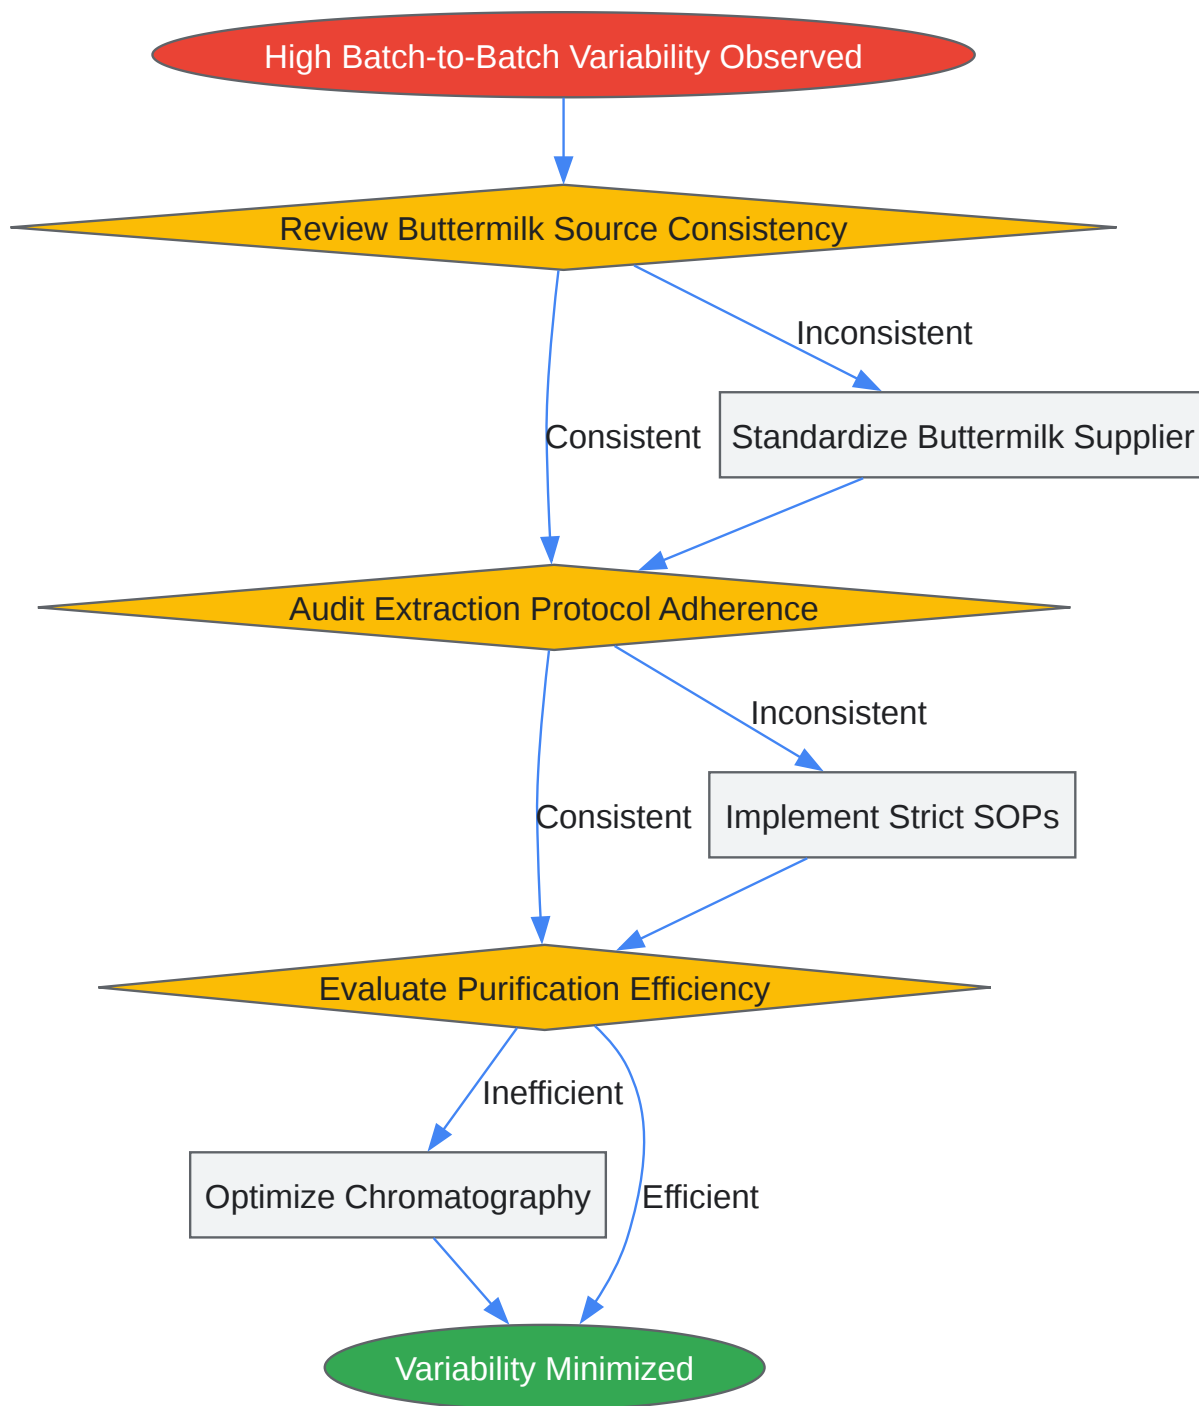 High Batch-to-Batch Variability Observed
Review Buttermilk Source Consistency
Inconsistent
Consistent
Standardize Buttermilk Supplier
Audit Extraction Protocol Adherence
Inconsistent
Consistent
Implement Strict SOPs
Evaluate Purification Efficiency
Inefficient
Optimize Chromatography
Efficient
Variability Minimized